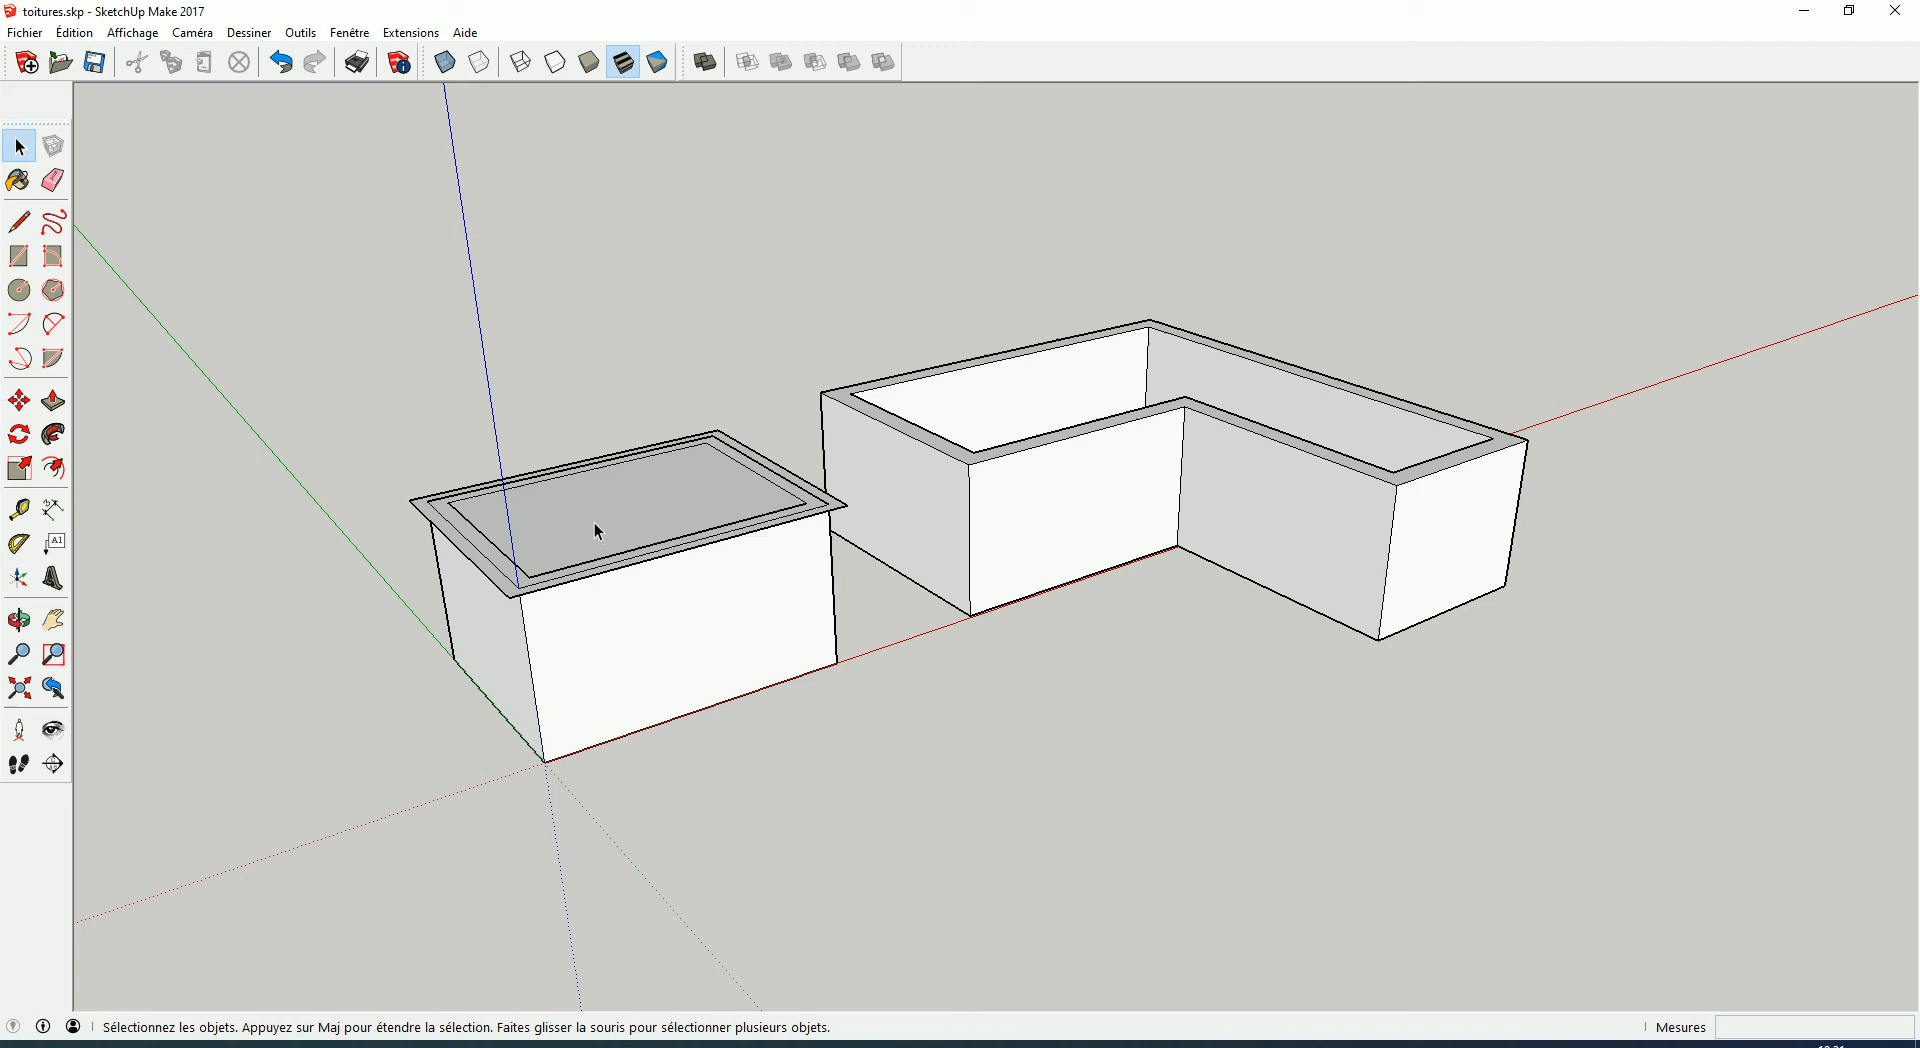 toitures.skp - SketchUp Make 2017
Fichier Édition Affichage Caméra Dessiner Outils Fenêtre Extensions Aide
A1
Sélectionnez les objets. Appuyez sur Maj pour étendre la sélection. Faites glisser la souris pour sélectionner plusieurs objets.
Mesures